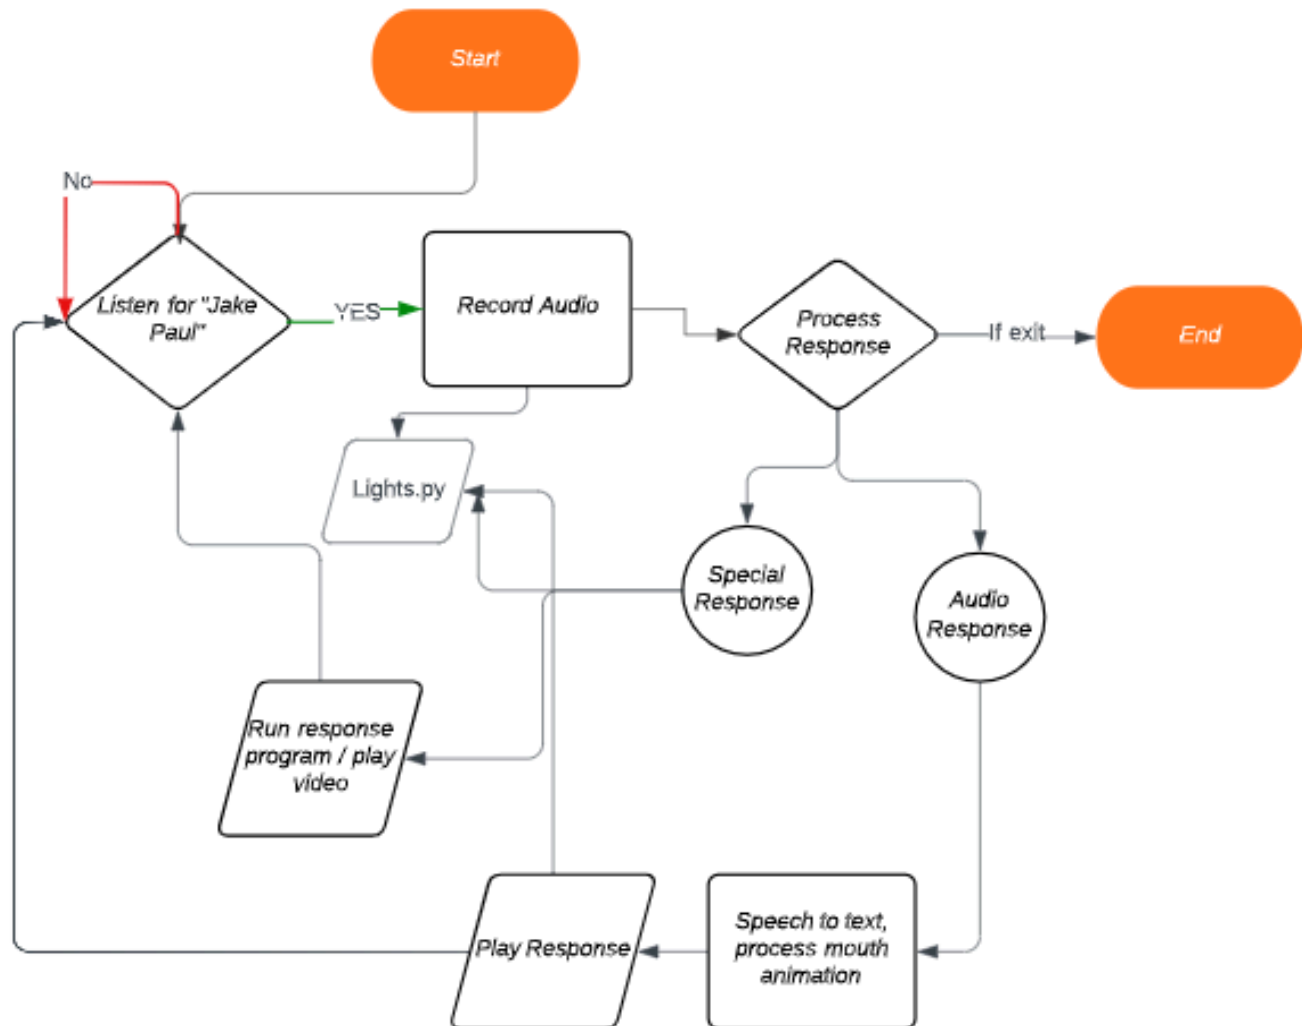 Start
No
Listen for "Jake
Paul"
YES
Record Audio
Process
Response
If exit
End
Lights.py
Special
Response
Audio
Response
Run response
program / play
video
Play Response
Speech to text,
process mouth
animation